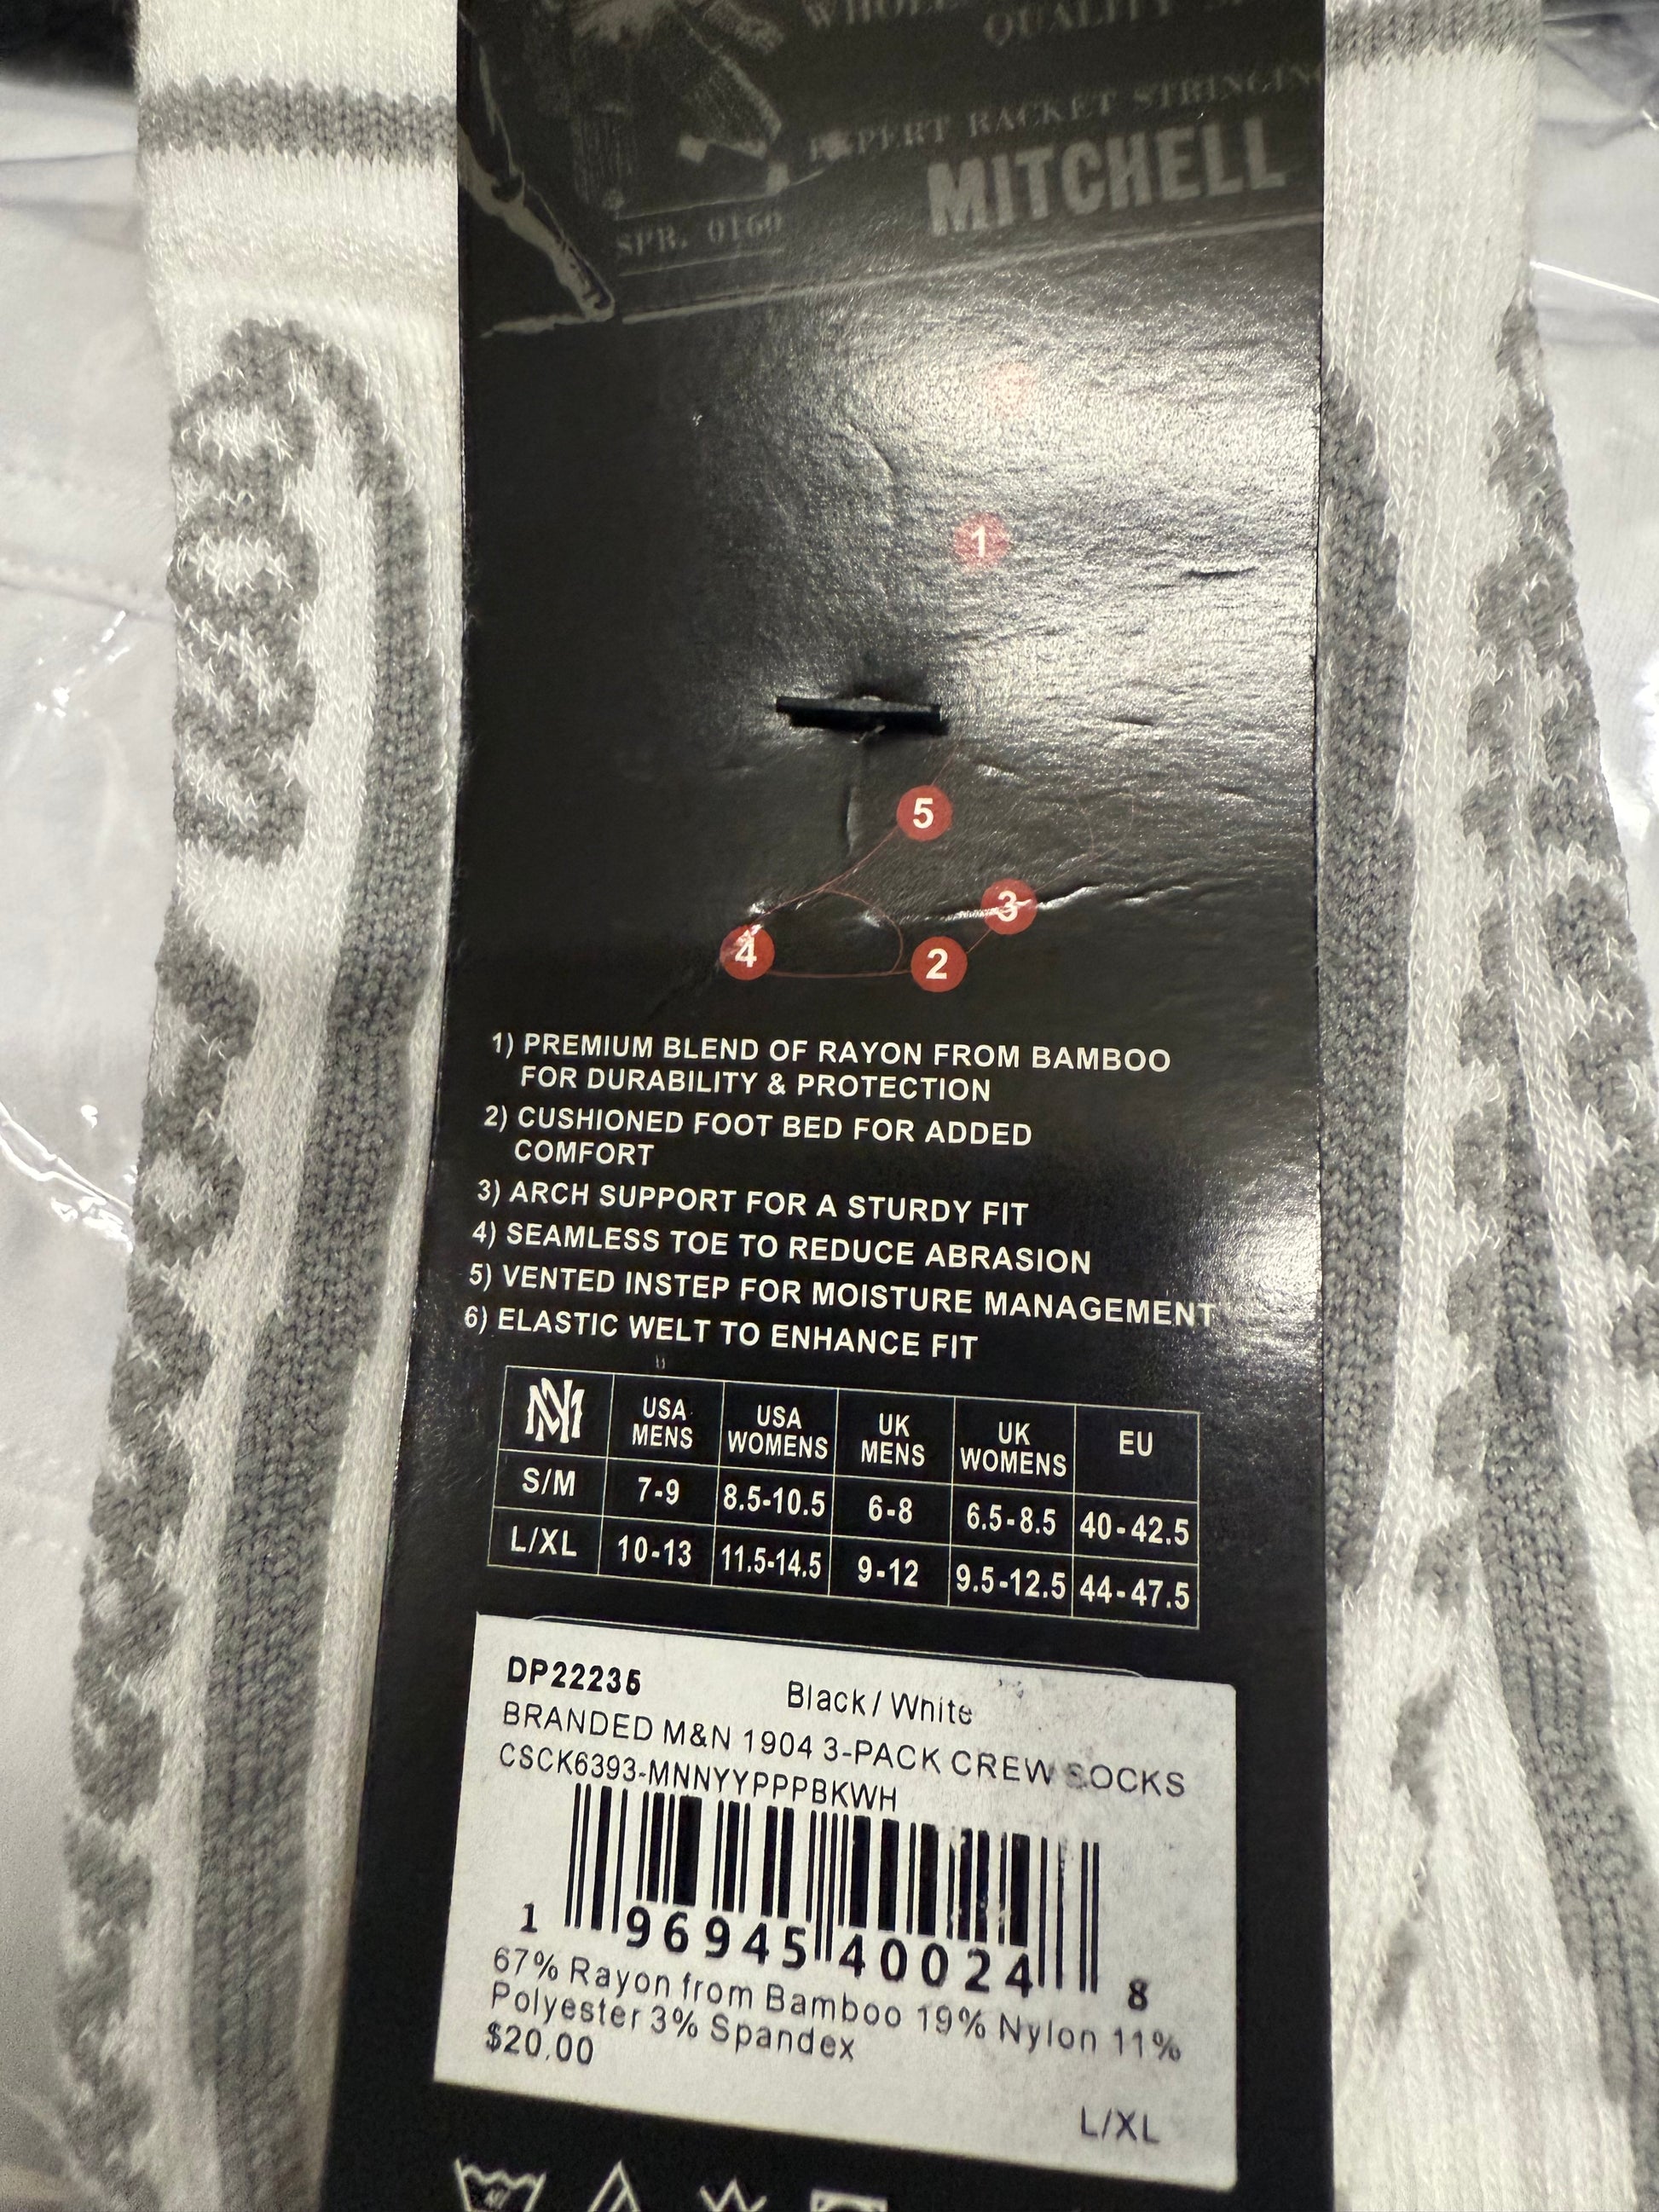 WHOLE
QUALITY
EXPERT RACKET STRINGING
MITCHELL
SPR. 0160
1
5
3
4
2
1) PREMIUM BLEND OF RAYON FROM BAMBOO
FOR DURABILITY & PROTECTION
2) CUSHIONED FOOT BED FOR ADDED
COMFORT
3) ARCH SUPPORT FOR A STURDY FIT
4) SEAMLESS TOE TO REDUCE ABRASION
5) VENTED INSTEP FOR MOISTURE MANAGEMENT
6) ELASTIC WELT TO ENHANCE FIT
MN USA MENS USA WOMENS UK MENS UK WOMENS EU
S/M 7-9 8.5-10.5 6-8 6.5-8.5 40-42.5
L/XL 10-13 11.5-14.5 9-12 9.5-12.5 44-47.5
DP22235 Black / White
BRANDED M&N 1904 3-PACK CREW SOCKS
CSCK6393-MNNYYPPPBKWH
1 96945 40024 8
67% Rayon from Bamboo 19% Nylon 11%
Polyester 3% Spandex
$20.00
L/XL